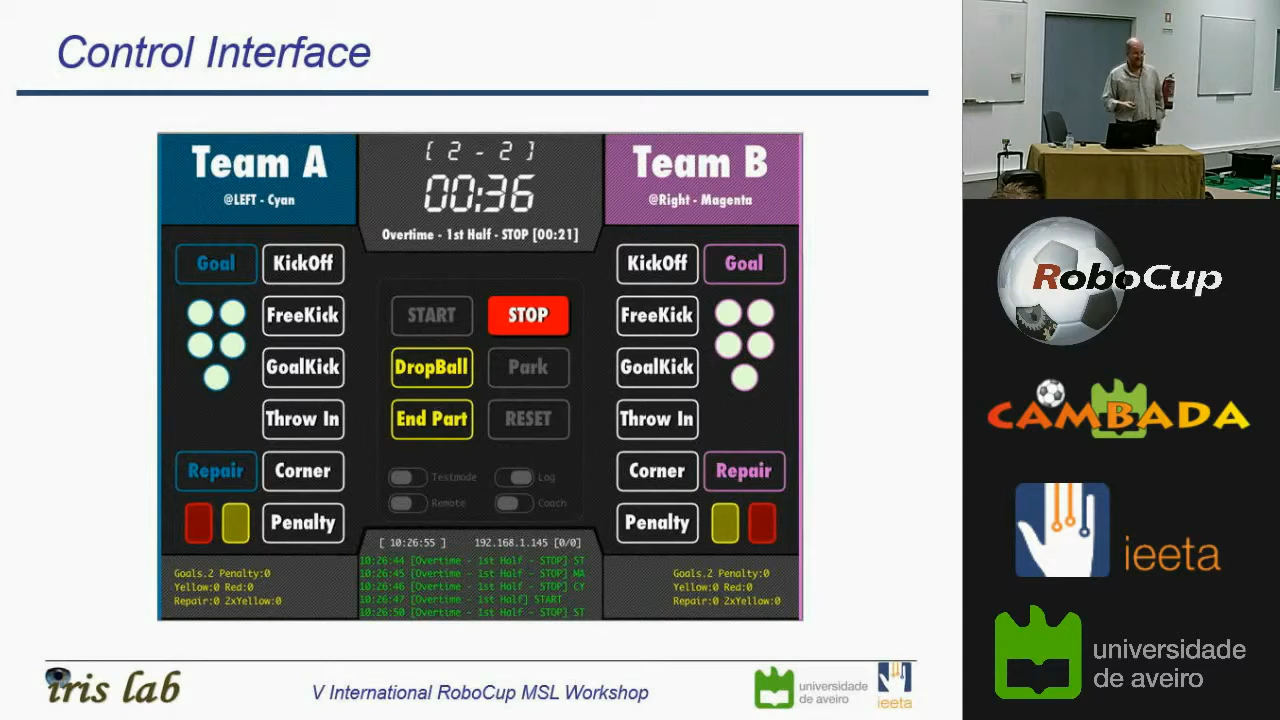 Control Interface
Team A
@LEFT - Cyan
[ 2 - 2 ]
00:36
Overtime - 1st Half - STOP [00:21]
Team B
@Right - Magenta
Goal
KickOff
FreeKick
GoalKick
Throw In
Repair
Corner
Penalty
START
STOP
DropBall
Park
End Part
RESET
Testmode
Log
Remote
Coach
KickOff
Goal
FreeKick
GoalKick
Throw In
Corner
Repair
Penalty
Goals.2 Penalty:0
Yellow:0 Red:0
Repair:0 2xYellow:0
[ 10:26:55 ] 192.168.1.145 [0/0]
10:26:44 [Overtime - 1st Half - STOP] ST
10:26:45 [Overtime - 1st Half - STOP] MA
10:26:46 [Overtime - 1st Half - STOP] CY
10:26:47 [Overtime - 1st Half] START
10:26:50 [Overtime - 1st Half - STOP] ST
Goals.2 Penalty:0
Yellow:0 Red:0
Repair:0 2xYellow:0
iris lab
V International RoboCup MSL Workshop
universidade
de aveiro
ieeta
RoboCup
CAMBADA
ieeta
universidade
de aveiro